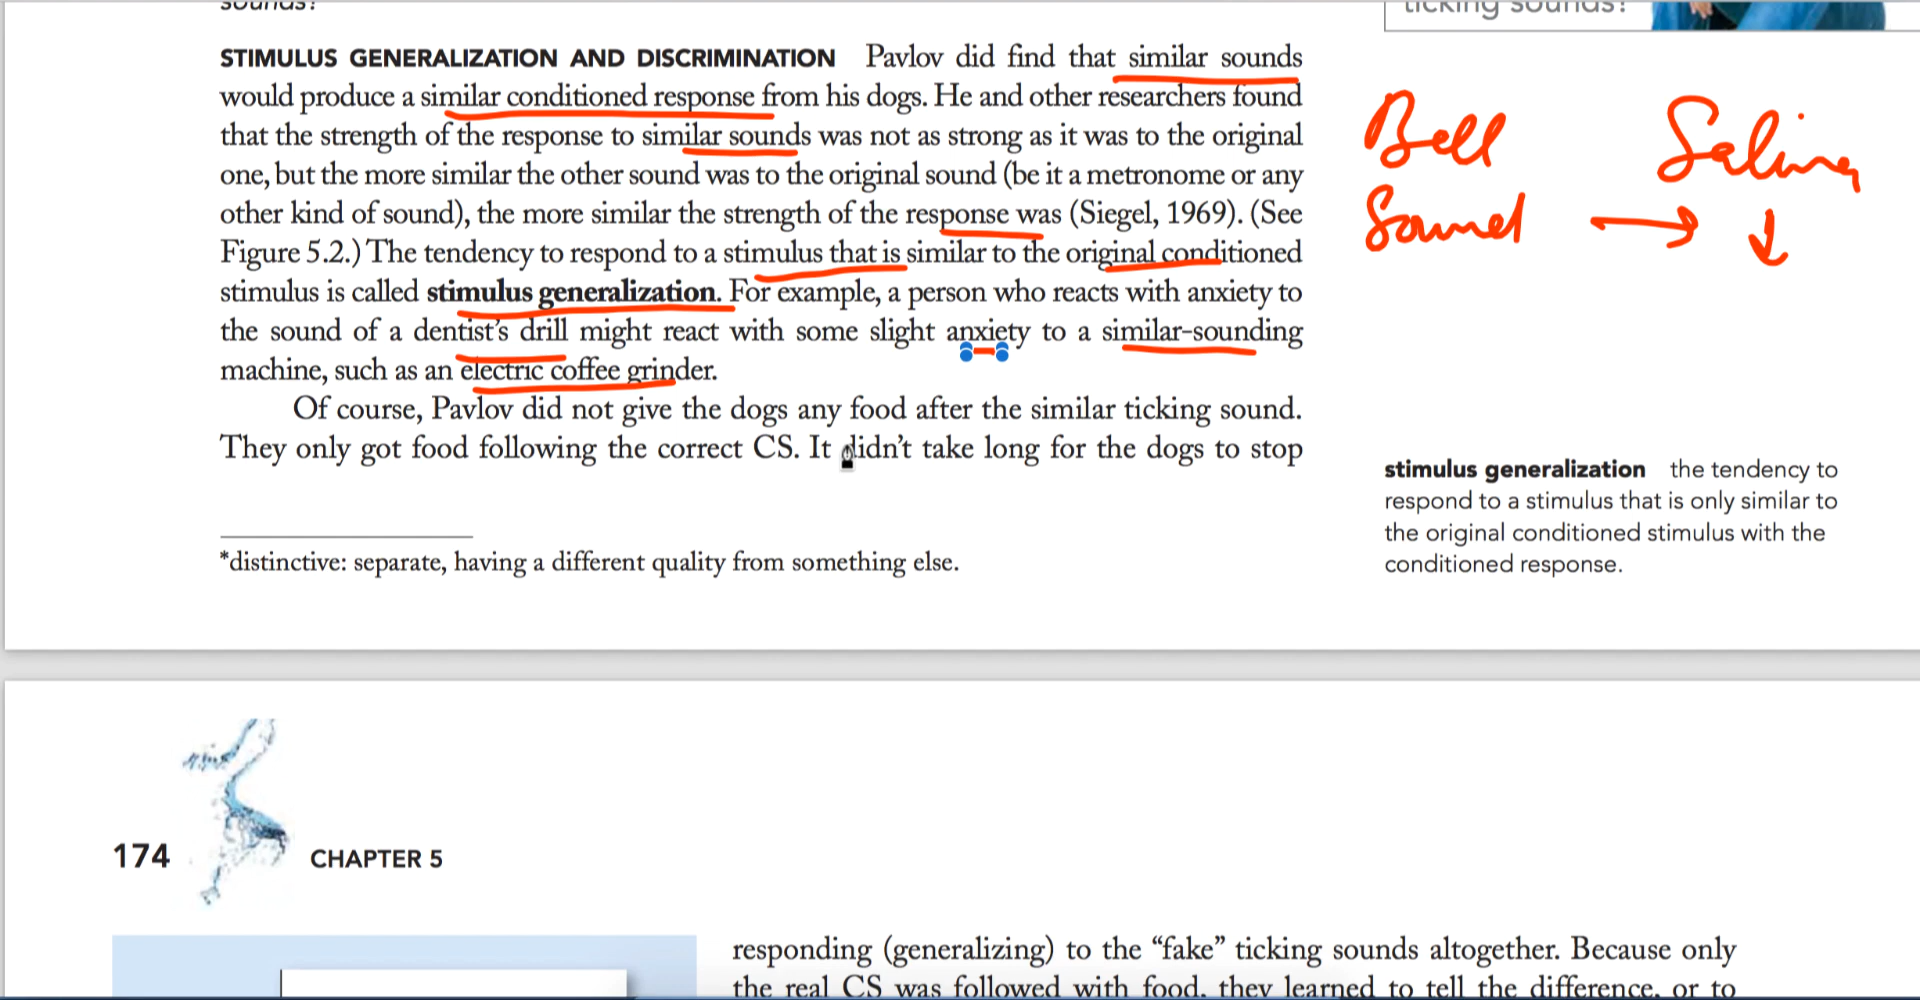 sounds?
ticking sounds?
STIMULUS GENERALIZATION AND DISCRIMINATION Pavlov did find that similar sounds
would produce a similar conditioned response from his dogs. He and other researchers found
that the strength of the response to similar sounds was not as strong as it was to the original
one, but the more similar the other sound was to the original sound (be it a metronome or any
other kind of sound), the more similar the strength of the response was (Siegel, 1969). (See
Figure 5.2.) The tendency to respond to a stimulus that is similar to the original conditioned
stimulus is called stimulus generalization. For example, a person who reacts with anxiety to
the sound of a dentist's drill might react with some slight anxiety to a similar-sounding
machine, such as an electric coffee grinder.
Of course, Pavlov did not give the dogs any food after the similar ticking sound.
They only got food following the correct CS. It didn't take long for the dogs to stop
*distinctive: separate, having a different quality from something else.
Bell
Sound →
↓
stimulus generalization the tendency to
respond to a stimulus that is only similar to
the original conditioned stimulus with the
conditioned response.
174 CHAPTER 5
responding (generalizing) to the “fake” ticking sounds altogether. Because only
the real CS was followed with food, they learned to tell the difference, or to